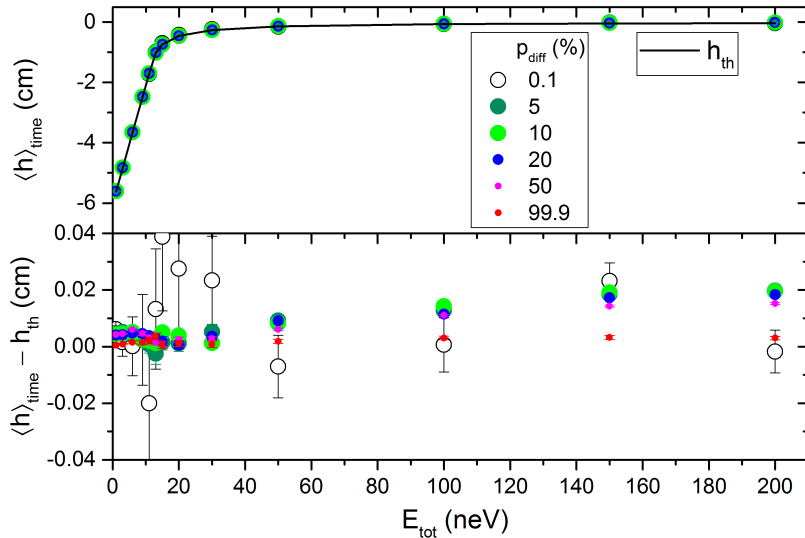 0
-2
-4
-6
⟨h⟩time (cm)
pdiff (%)
0.1
5
10
20
50
99.9
hth
0.04
0.02
0.00
-0.02
-0.04
⟨h⟩time − hth (cm)
0 20 40 60 80 100 120 140 160 180 200
Etot (neV)